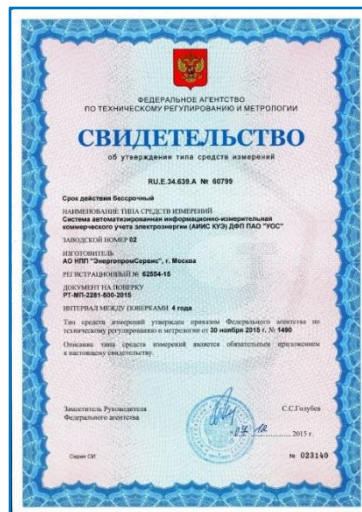 ФЕДЕРАЛЬНОЕ АГЕНТСТВО
ПО ТЕХНИЧЕСКОМУ РЕГУЛИРОВАНИЮ И МЕТРОЛОГИИ
СВИДЕТЕЛЬСТВО
об утверждении типа средств измерений
RU.E.34.639.A № 60799
Срок действия бессрочный
НАИМЕНОВАНИЕ ТИПА СРЕДСТВ ИЗМЕРЕНИЙ
Система автоматизированная информационно-измерительная
коммерческого учета электроэнергии (АИИС КУЭ) ДФП ПАО "УОС"
ЗАВОДСКОЙ НОМЕР 02
ИЗГОТОВИТЕЛЬ
АО НПП "ЭнергопромСервис", г. Москва
РЕГИСТРАЦИОННЫЙ № 62554-15
ДОКУМЕНТ НА ПОВЕРКУ
РТ-МП-2281-500-2015
ИНТЕРВАЛ МЕЖДУ ПОВЕРКАМИ 4 года
Тип средств измерений утвержден приказом Федерального агентства по
техническому регулированию и метрологии от 30 ноября 2015 г. № 1490
Описание типа средств измерений является обязательным приложением
к настоящему свидетельству.
Заместитель Руководителя
Федерального агентства
С.С.Голубев
07 12 2015 г.
Серия СИ
№ 023140